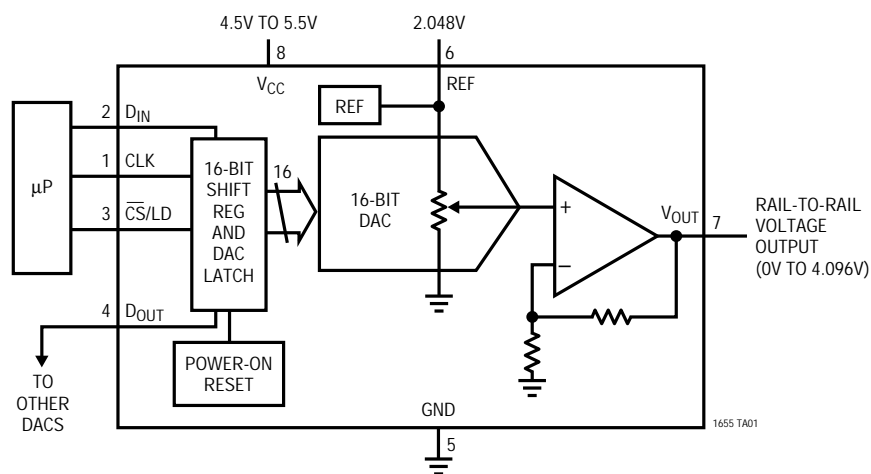 4.5V TO 5.5V
2.048V
8
6
VCC
REF
REF
2
DIN
µP
1
CLK
3
CS/LD
16-BIT
SHIFT
REG
AND
DAC
LATCH
16
16-BIT
DAC
+
–
VOUT
7
RAIL-TO-RAIL
VOLTAGE
OUTPUT
(0V TO 4.096V)
4
DOUT
TO
OTHER
DACS
POWER-ON
RESET
GND
5
1655 TA01